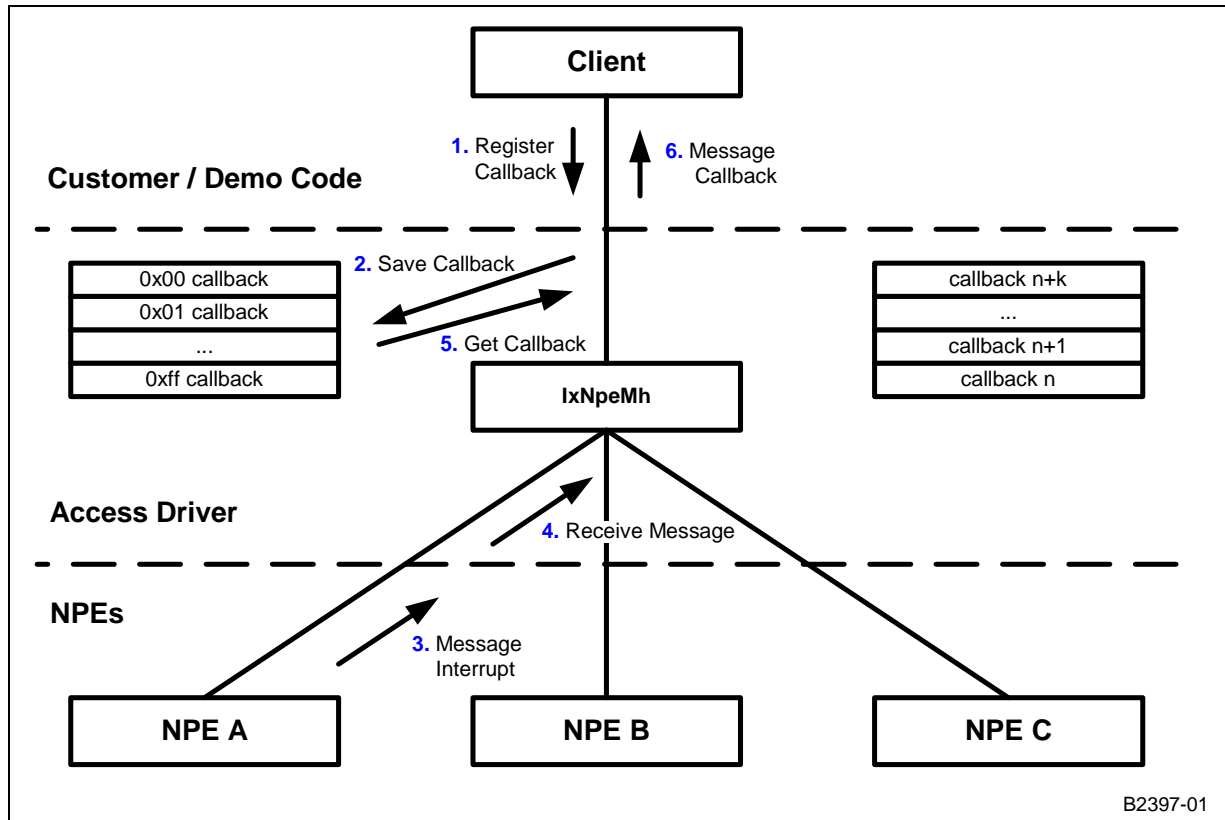 Client
1. Register
Callback
6. Message
Callback
Customer / Demo Code
2. Save Callback
0x00 callback
0x01 callback
...
0xff callback
5. Get Callback
callback n+k
...
callback n+1
callback n
IxNpeMh
Access Driver
4. Receive Message
NPEs
3. Message
Interrupt
NPE A
NPE B
NPE C
B2397-01